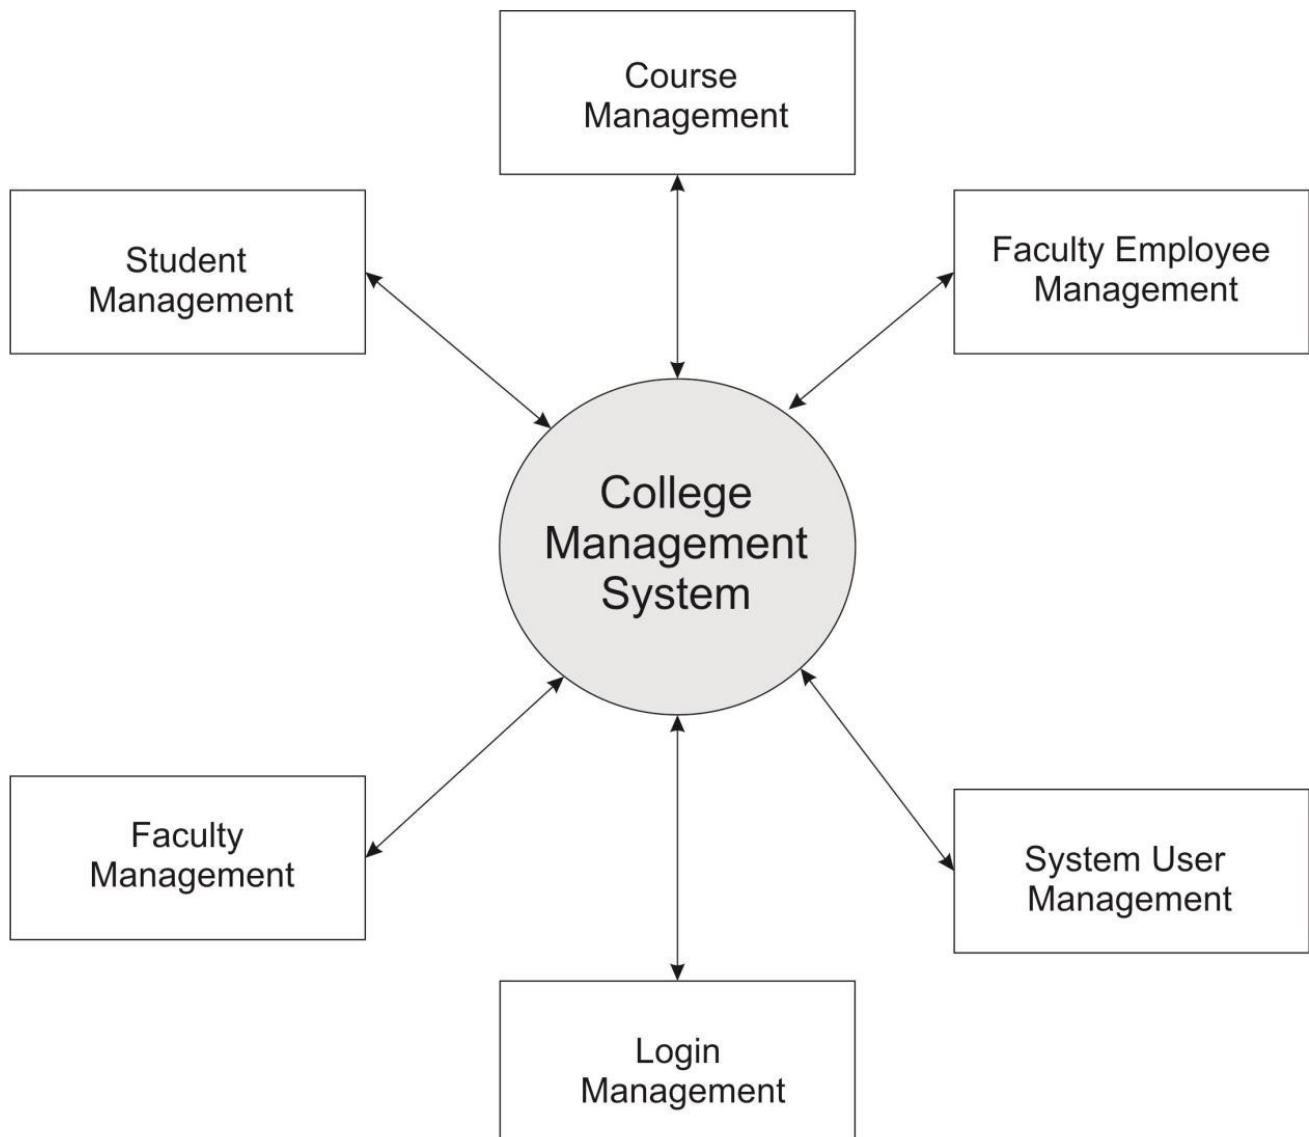 Course
Management
Student
Management
Faculty Employee
Management
College
Management
System
Faculty
Management
System User
Management
Login
Management